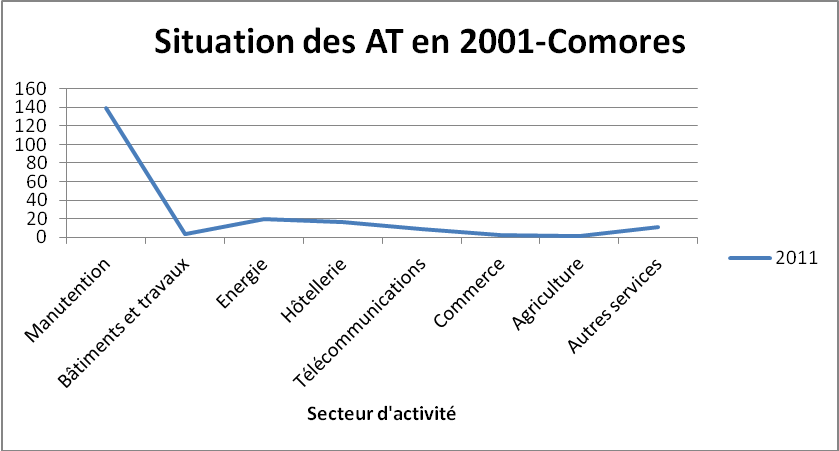 Situation des AT en 2001-Comores
160
140
120
100
80
60
40
20
0
Manutention
Bâtiments et travaux
Energie
Hôtellerie
Télécommunications
Commerce
Agriculture
Autres services
2011
Secteur d'activité